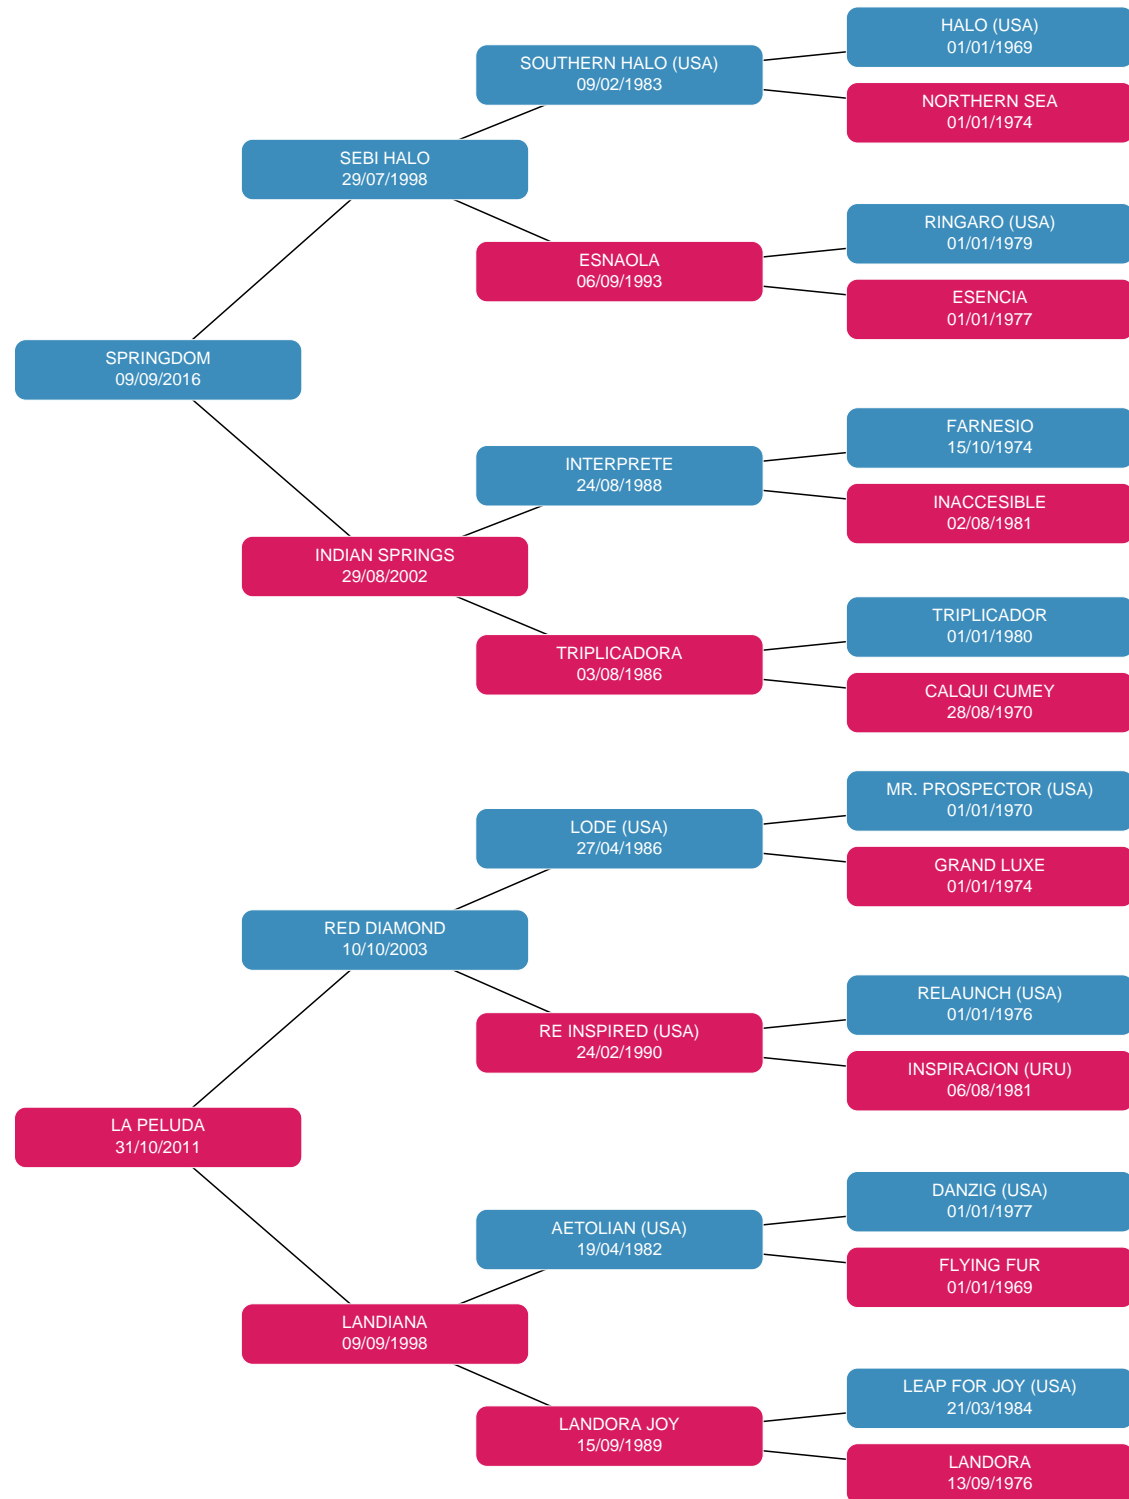 HALO (USA)
01/01/1969
SOUTHERN HALO (USA)
09/02/1983
NORTHERN SEA
01/01/1974
SEBI HALO
29/07/1998
RINGARO (USA)
01/01/1979
ESNAOLA
06/09/1993
ESENCIA
01/01/1977
SPRINGDOM
09/09/2016
FARNESIO
15/10/1974
INTERPRETE
24/08/1988
INACCESIBLE
02/08/1981
INDIAN SPRINGS
29/08/2002
TRIPLICADOR
01/01/1980
TRIPLICADORA
03/08/1986
CALQUI CUMEY
28/08/1970
MR. PROSPECTOR (USA)
01/01/1970
LODE (USA)
27/04/1986
GRAND LUXE
01/01/1974
RED DIAMOND
10/10/2003
RELAUNCH (USA)
01/01/1976
RE INSPIRED (USA)
24/02/1990
INSPIRACION (URU)
06/08/1981
LA PELUDA
31/10/2011
DANZIG (USA)
01/01/1977
AETOLIAN (USA)
19/04/1982
FLYING FUR
01/01/1969
LANDIANA
09/09/1998
LEAP FOR JOY (USA)
21/03/1984
LANDORA JOY
15/09/1989
LANDORA
13/09/1976